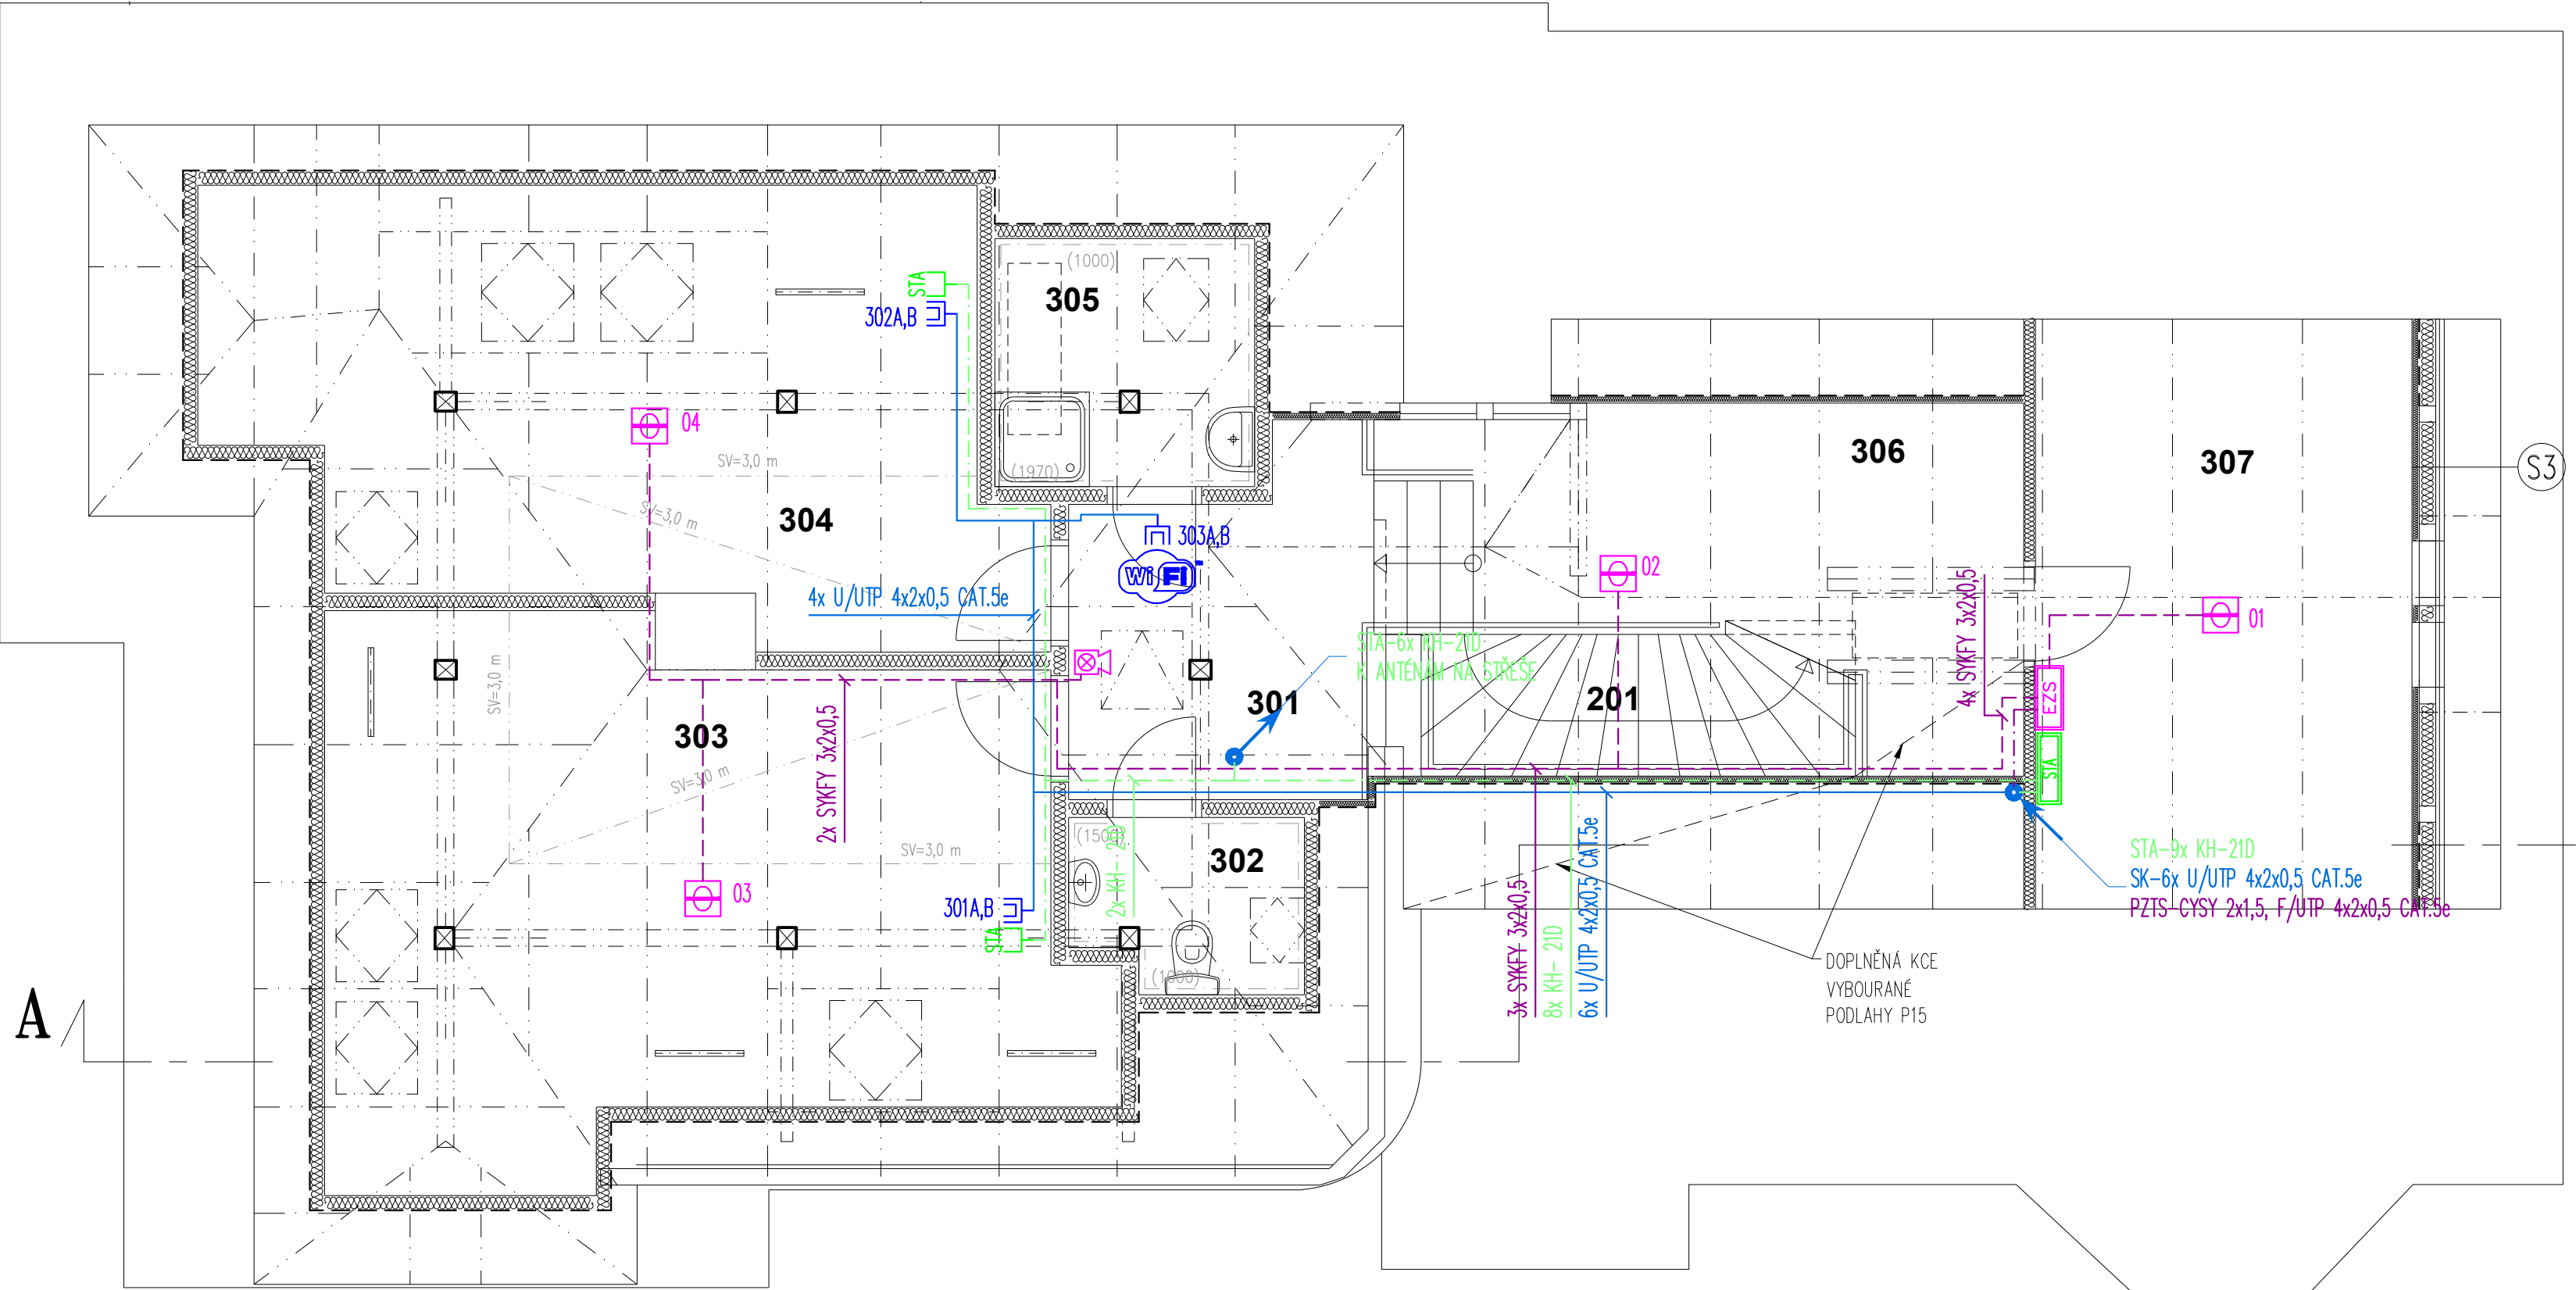 (1000)
305
STA
302A,B
04
SV=3,0 m
(1970)
306
307
S3
304
SV=3,0 m
303A,B
Wi Fi
02
4x U/UTP 4x2x0,5 CAT.5e
4x SYKFY 3x2x0,5
01
STA-6x KH-21D
K ANTÉNÁM NA STŘEŠE
SV=3,0 m
301
201
EZS
303
2x SYKFY 3x2x0,5
SV=3,0 m
STA
(1500)
SV=3,0 m
302
2x KH- 21D
STA-9x KH-21D
SK-6x U/UTP 4x2x0,5 CAT.5e
PZTS-CYSY 2x1,5, F/UTP 4x2x0,5 CAT.5e
03
301A,B
STA
3x SYKFY 3x2x0,5
8x KH- 21D
6x U/UTP 4x2x0,5 CAT.5e
(1000)
DOPLNĚNÁ KCE
VYBOURANÉ
PODLAHY P15
A